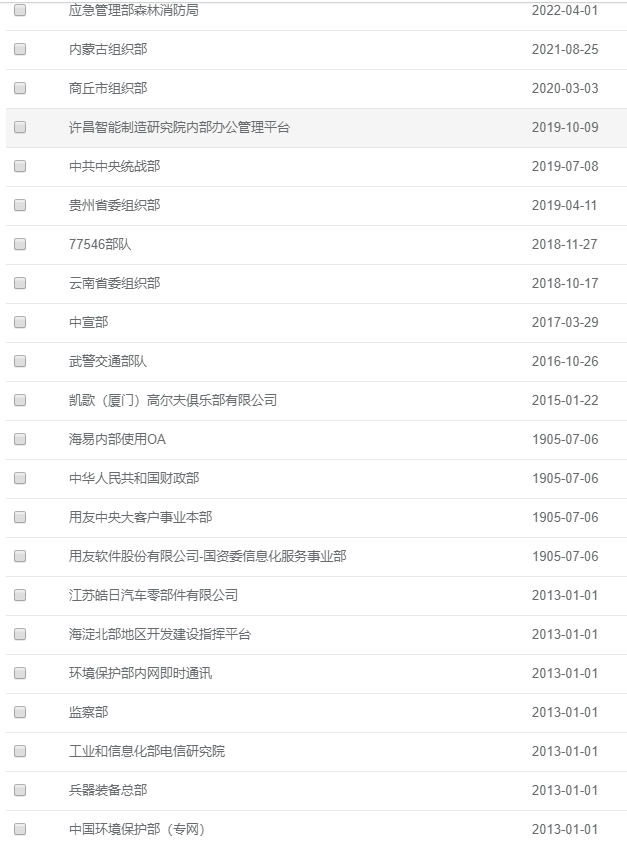 应急管理部森林消防局 2022-04-01
内蒙古组织部 2021-08-25
商丘市组织部 2020-03-03
许昌智能制造研究院内部办公管理平台 2019-10-09
中共中央统战部 2019-07-08
贵州省委组织部 2019-04-11
77546部队 2018-11-27
云南省委组织部 2018-10-17
中宣部 2017-03-29
武警交通部队 2016-10-26
凯歌（厦门）高尔夫俱乐部有限公司 2015-01-22
海易内部使用OA 1905-07-06
中华人民共和国财政部 1905-07-06
用友中央大客户事业本部 1905-07-06
用友软件股份有限公司-国资委信息化服务事业部 1905-07-06
江苏皓日汽车零部件有限公司 2013-01-01
海淀北部地区开发建设指挥平台 2013-01-01
环境保护部内网即时通讯 2013-01-01
监察部 2013-01-01
工业和信息化部电信研究院 2013-01-01
兵器装备总部 2013-01-01
中国环境保护部（专网） 2013-01-01